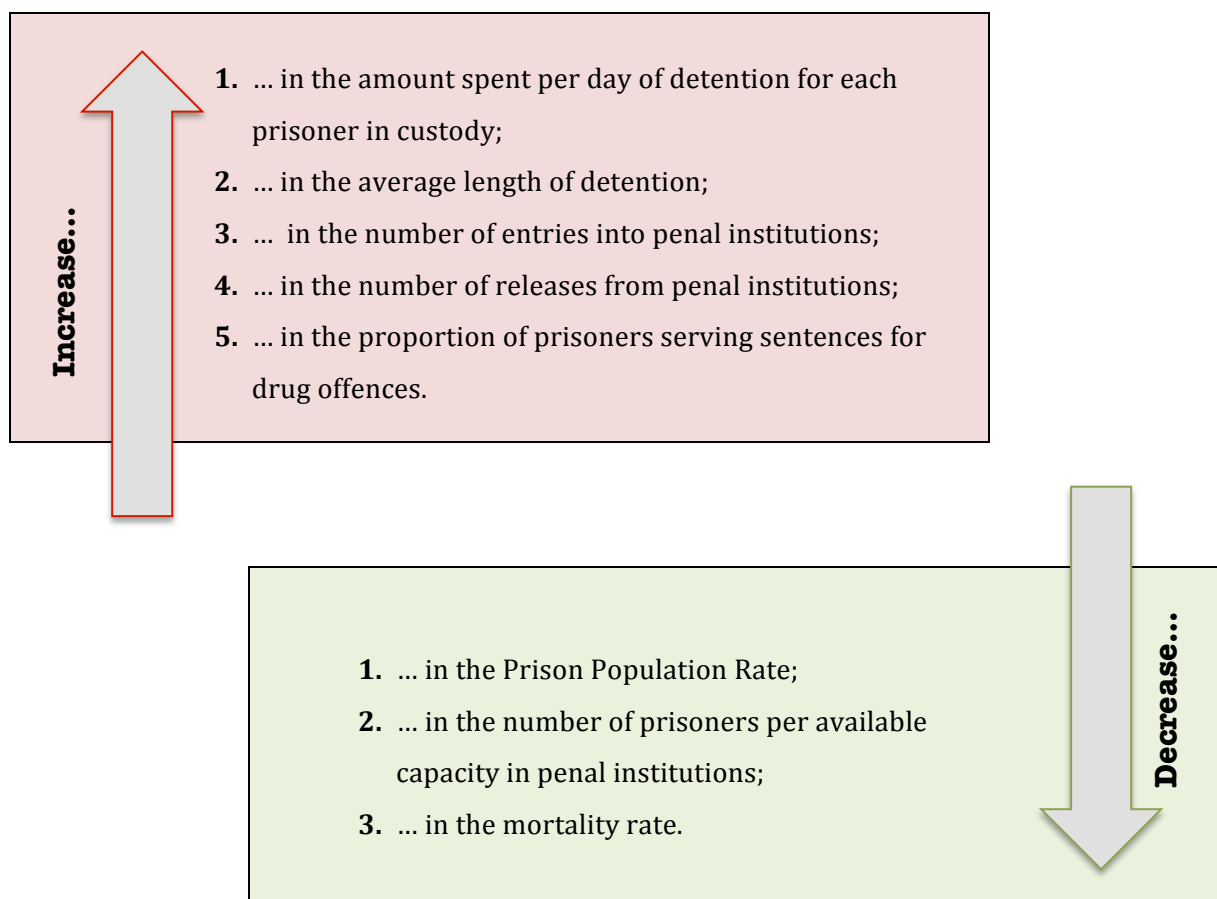 Increase...
1. … in the amount spent per day of detention for each
prisoner in custody;
2. … in the average length of detention;
3. … in the number of entries into penal institutions;
4. … in the number of releases from penal institutions;
5. … in the proportion of prisoners serving sentences for
drug offences.
Decrease...
1. … in the Prison Population Rate;
2. … in the number of prisoners per available
capacity in penal institutions;
3. … in the mortality rate.